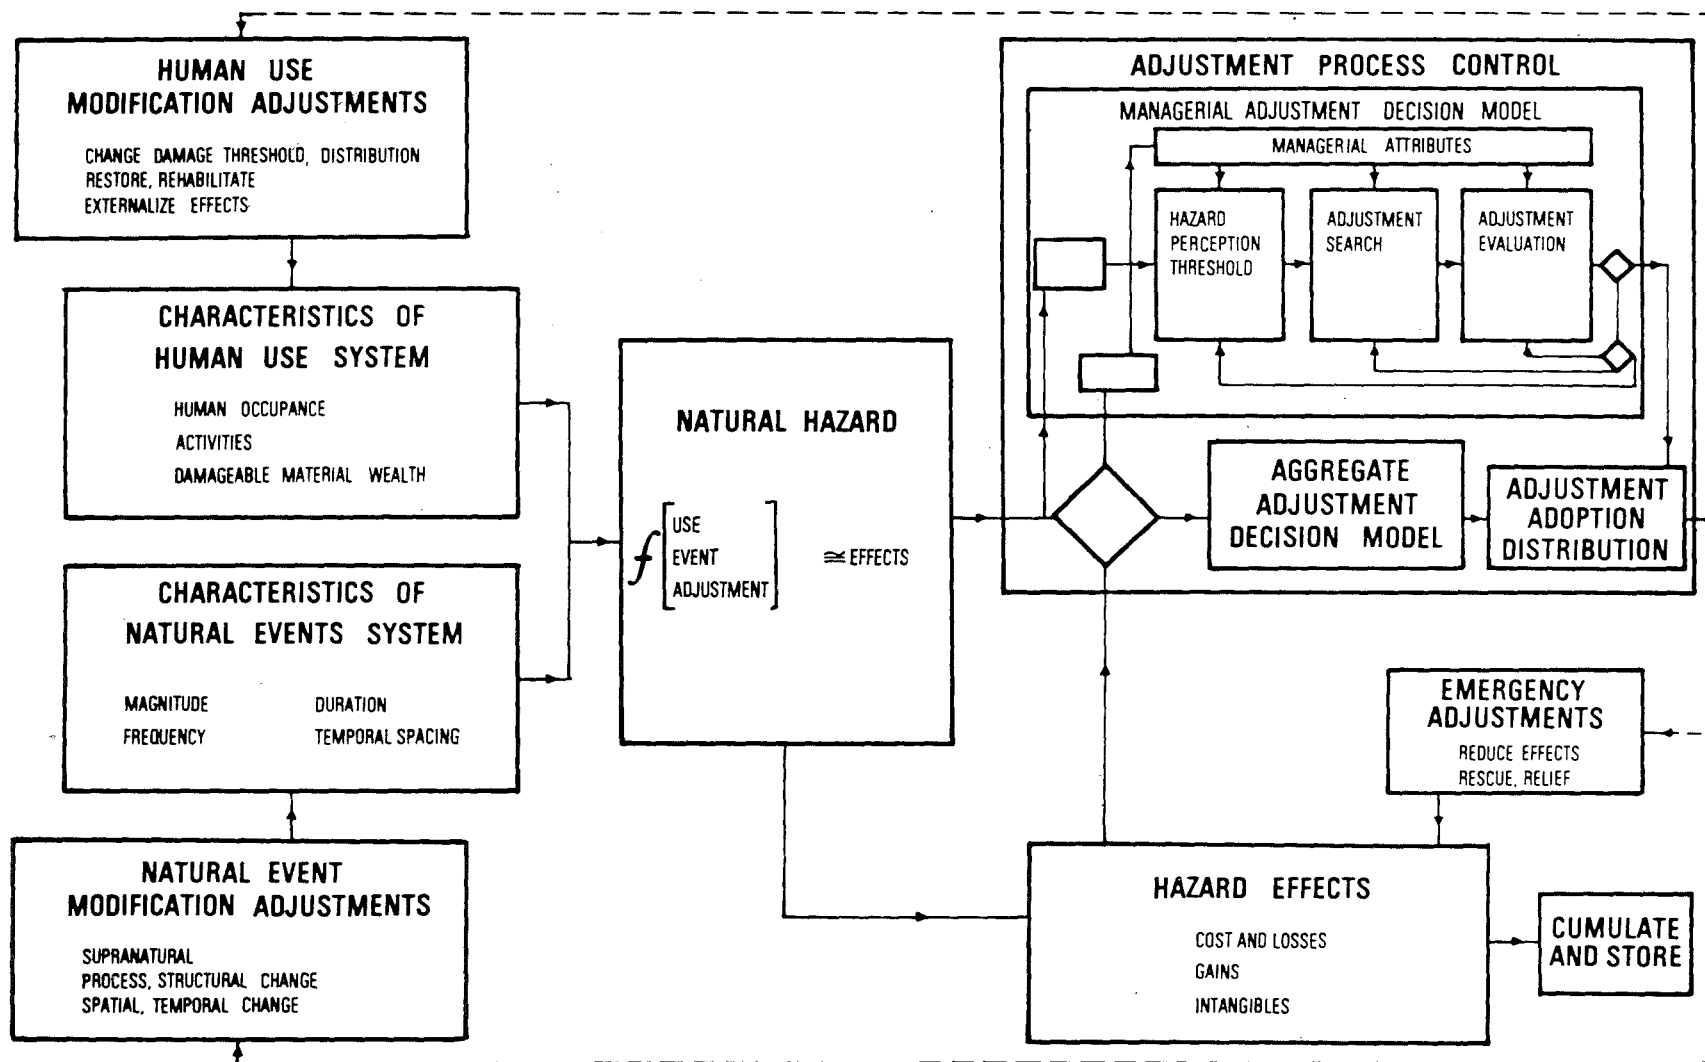 HUMAN USE
MODIFICATION ADJUSTMENTS
CHANGE DAMAGE THRESHOLD, DISTRIBUTION
RESTORE, REHABILITATE
EXTERNALIZE EFFECTS
CHARACTERISTICS OF
HUMAN USE SYSTEM
HUMAN OCCUPANCE
ACTIVITIES
DAMAGEABLE MATERIAL WEALTH
CHARACTERISTICS OF
NATURAL EVENTS SYSTEM
MAGNITUDE DURATION
FREQUENCY TEMPORAL SPACING
NATURAL EVENT
MODIFICATION ADJUSTMENTS
SUPRANATURAL
PROCESS, STRUCTURAL CHANGE
SPATIAL, TEMPORAL CHANGE
NATURAL HAZARD
USE
f EVENT ≅ EFFECTS
ADJUSTMENT
ADJUSTMENT PROCESS CONTROL
MANAGERIAL ADJUSTMENT DECISION MODEL
MANAGERIAL ATTRIBUTES
HAZARD
PERCEPTION
THRESHOLD
ADJUSTMENT
SEARCH
ADJUSTMENT
EVALUATION
AGGREGATE
ADJUSTMENT
DECISION MODEL
ADJUSTMENT
ADOPTION
DISTRIBUTION
EMERGENCY
ADJUSTMENTS
REDUCE EFFECTS
RESCUE, RELIEF
HAZARD EFFECTS
COST AND LOSSES
GAINS
INTANGIBLES
CUMULATE
AND STORE